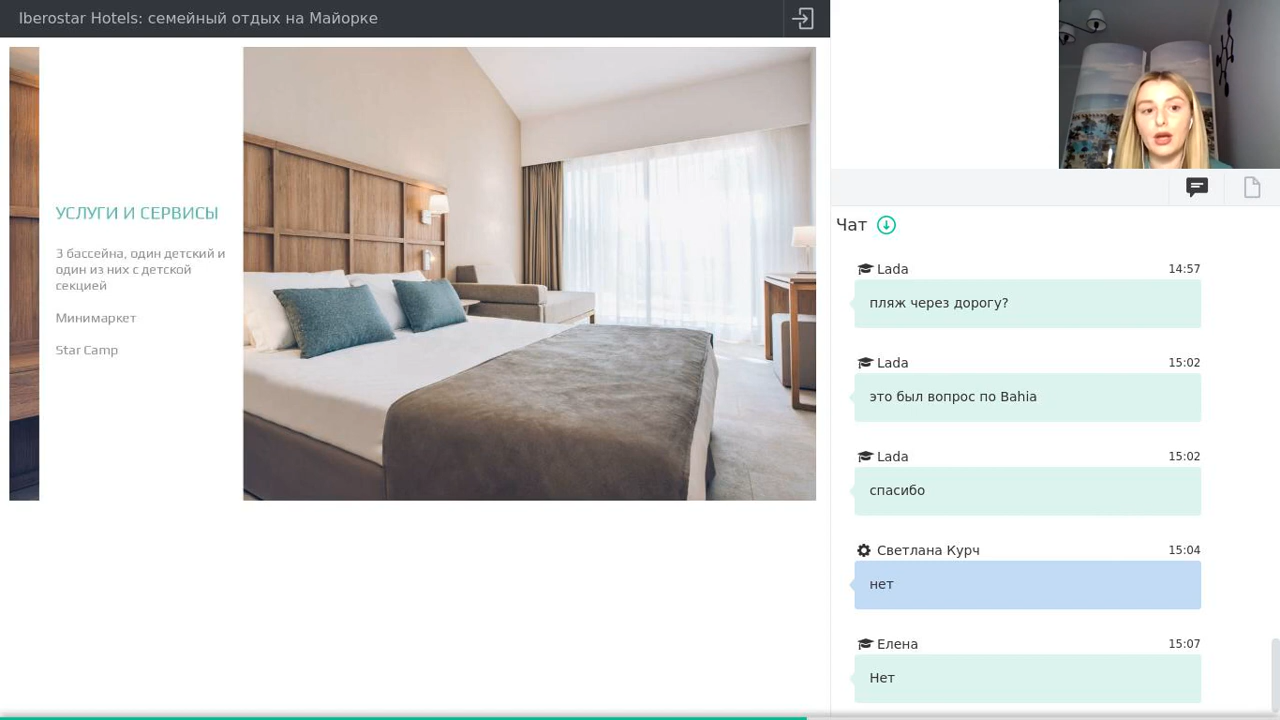 Iberostar Hotels: семейный отдых на Майорке
УСЛУГИ И СЕРВИСЫ
3 бассейна, один детский и
один из них с детской
секцией
Минимаркет
Star Camp
Чат
Lada 14:57
пляж через дорогу?
Lada 15:02
это был вопрос по Bahia
Lada 15:02
спасибо
Светлана Курч 15:04
нет
Елена 15:07
Нет